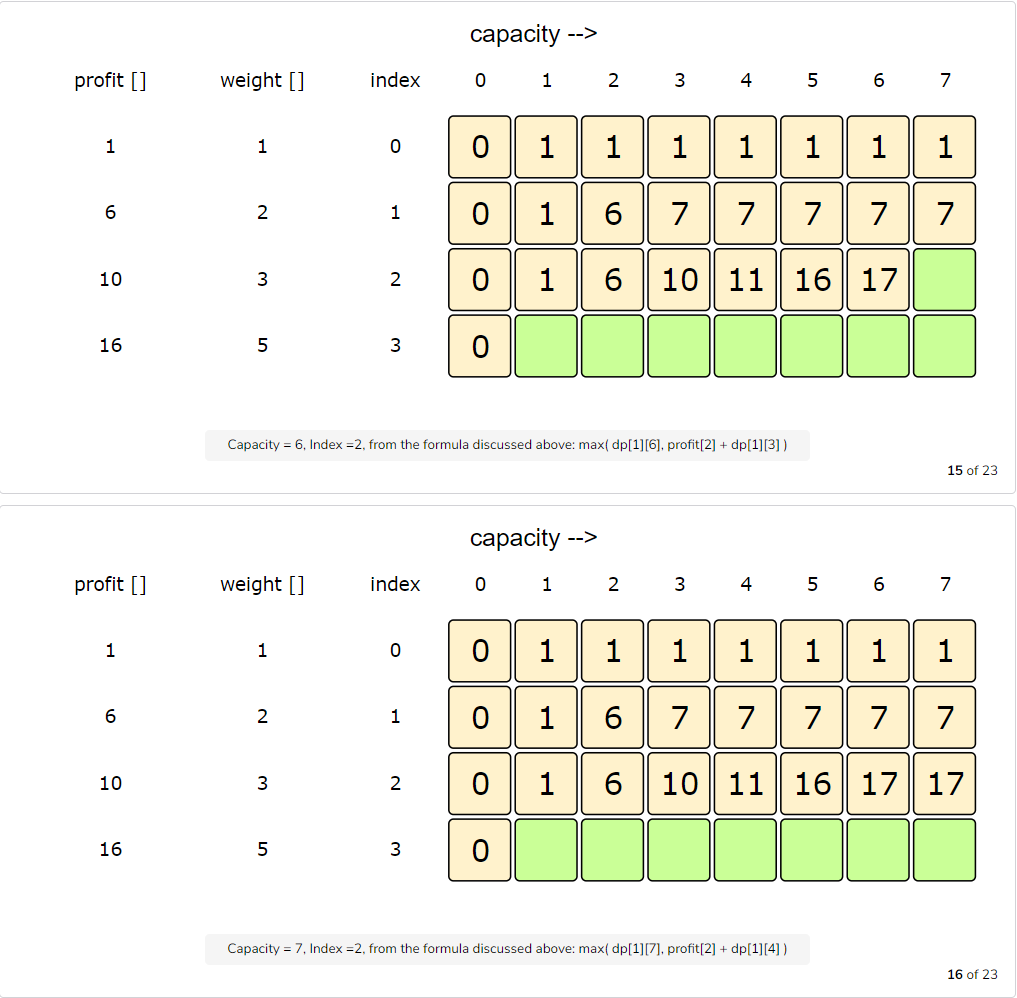 capacity -->
profit [] weight [] index 0 1 2 3 4 5 6 7
1 1 0 0 1 1 1 1 1 1 1
6 2 1 0 1 6 7 7 7 7 7
10 3 2 0 1 6 10 11 16 17
16 5 3 0
Capacity = 6, Index =2, from the formula discussed above: max( dp[1][6], profit[2] + dp[1][3] )
15 of 23
capacity -->
profit [] weight [] index 0 1 2 3 4 5 6 7
1 1 0 0 1 1 1 1 1 1 1
6 2 1 0 1 6 7 7 7 7 7
10 3 2 0 1 6 10 11 16 17 17
16 5 3 0
Capacity = 7, Index =2, from the formula discussed above: max( dp[1][7], profit[2] + dp[1][4] )
16 of 23